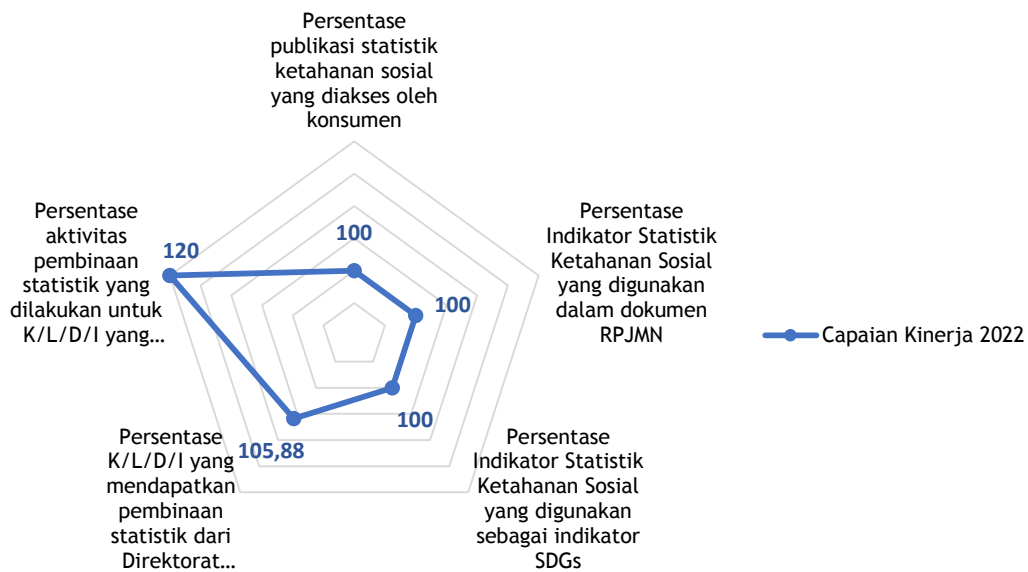 Persentase
publikasi statistik
ketahanan sosial
yang diakses oleh
konsumen
Persentase
Indikator Statistik
Ketahanan Sosial
yang digunakan
dalam dokumen
RPJMN
Persentase
Indikator Statistik
Ketahanan Sosial
yang digunakan
sebagai indikator
SDGs
Persentase
K/L/D/I yang
mendapatkan
pembinaan
statistik dari
Direktorat...
Persentase
aktivitas
pembinaan
statistik yang
dilakukan untuk
K/L/D/I yang...
100
100
100
105,88
120
Capaian Kinerja 2022